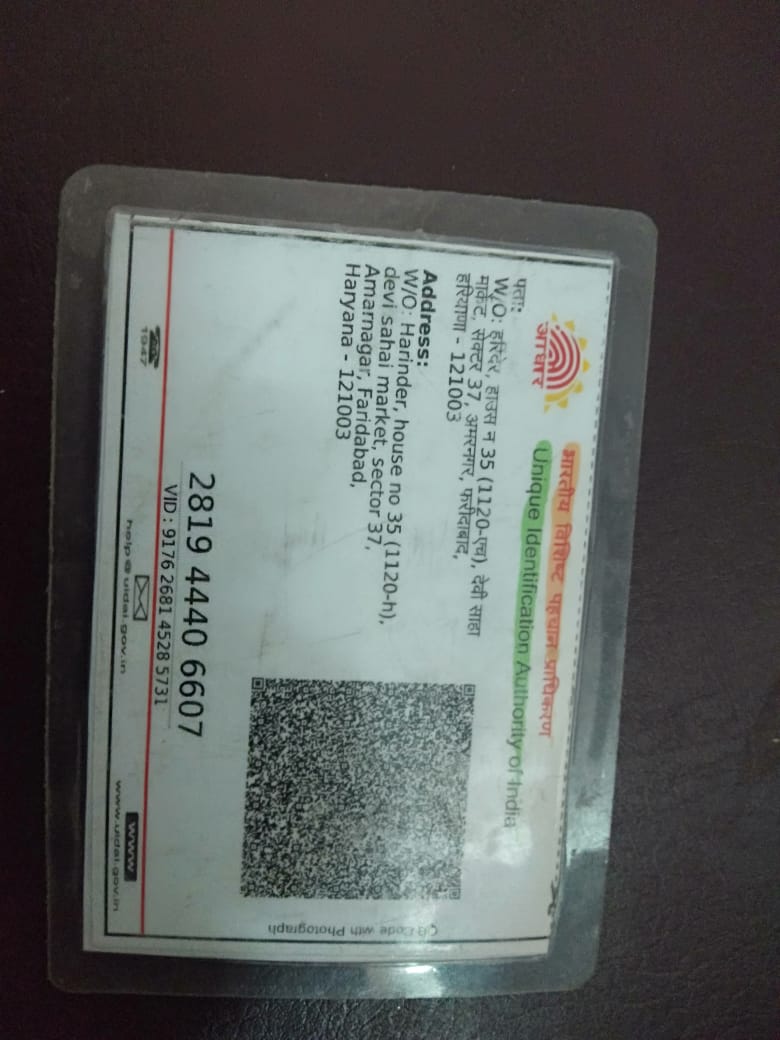 आधार
भारतीय विशिष्ट पहचान प्राधिकरण
Unique Identification Authority of India
पता:
W/O: हरिंदर, हाउस न 35 (1120-एच), देवी साहा
मार्केट, सेक्टर 37, अमरनगर, फरीदाबाद,
हरियाणा - 121003
Address:
W/O: Harinder, house no 35 (1120-h),
devi sahai market, sector 37,
Amarnagar, Faridabad,
Haryana - 121003
QR Code with Photograph
2819 4440 6607
VID : 9176 2681 4528 5731
1947
help@uidai.gov.in
www
www.uidai.gov.in